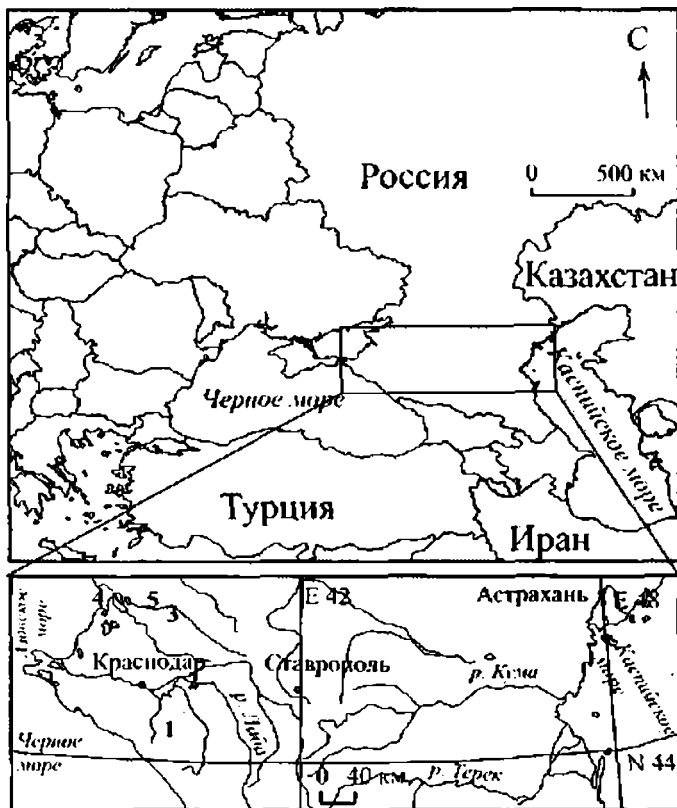 С
Россия
0 500 км
Казахстан
Черное море
Каспийское море
Турция
Иран
4 5 3
E 42
Астрахань
E 48
Азовское море
Краснодар
Ставрополь
р. Кума
Каспийское море
р. Лаба
1
Черное море
N 44
0 40 км
р. Терек